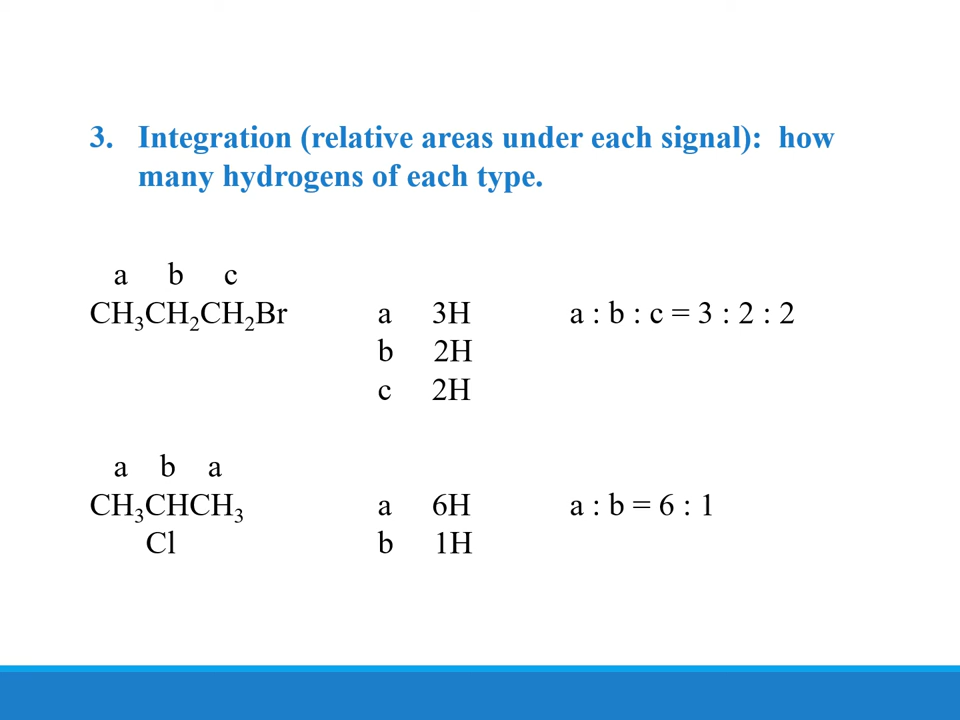 3. Integration (relative areas under each signal): how
many hydrogens of each type.
a b c
CH₃CH₂CH₂Br a 3H a : b : c = 3 : 2 : 2
b 2H
c 2H
a b a
CH₃CHCH₃ a 6H a : b = 6 : 1
Cl b 1H